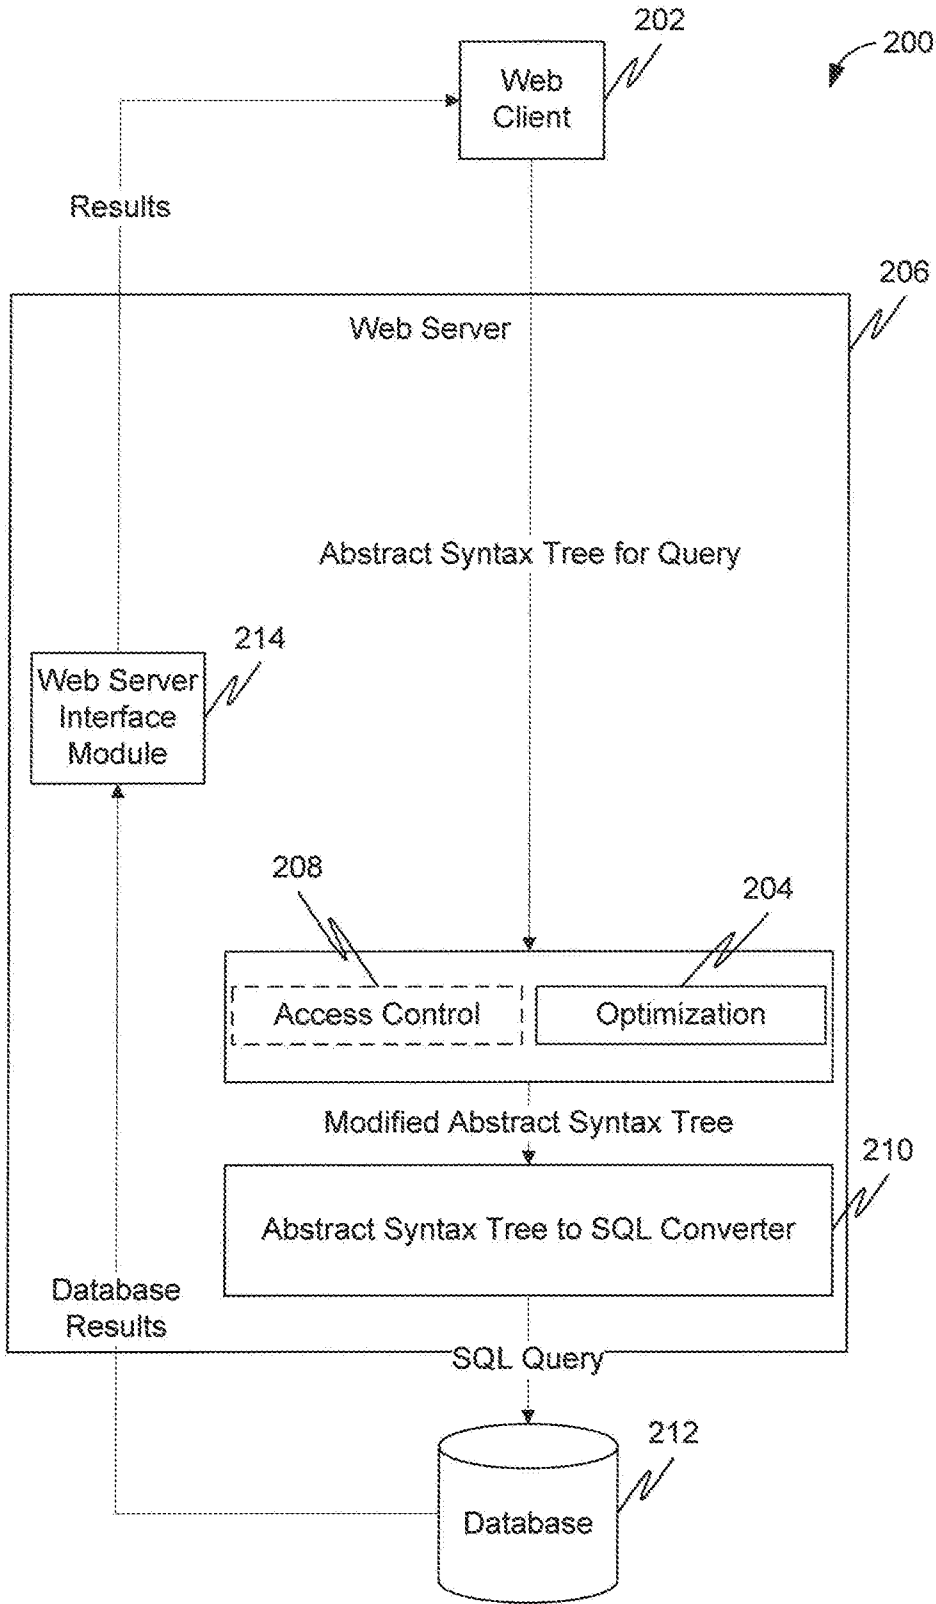 202
200
Web
Client
Results
206
Web Server
Abstract Syntax Tree for Query
214
Web Server
Interface
Module
208
204
Access Control
Optimization
Modified Abstract Syntax Tree
210
Abstract Syntax Tree to SQL Converter
Database
Results
SQL Query
212
Database